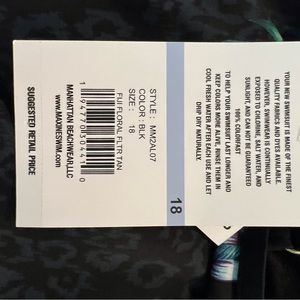 STYLE: MM2AL07
COLOR: BLK
FIJI FLORAL FLTR TAN
SIZE: 18
MANHATTAN BEACHWEAR,LLC
www.MAXINESWIM.COM
SUGGESTED RETAIL PRICE
18
YOUR NEW SWIMSUIT IS MADE OF THE FINEST
QUALITY FABRICS AND DYES AVAILABLE.
HOWEVER, SWIMWEAR IS CONTINUALLY
EXPOSED TO CHLORINE, SALT WATER, AND
SUNLIGHT, AND CAN NOT BE GUARANTEED
100% COLORFAST
TO HELP YOUR SWIMSUIT LAST LONGER AND
KEEP COLORS MORE ALIVE, RINSE THEM IN
COOL FRESH WATER AFTER EACH USE AND LET
DRIP DRY NATURALLY.